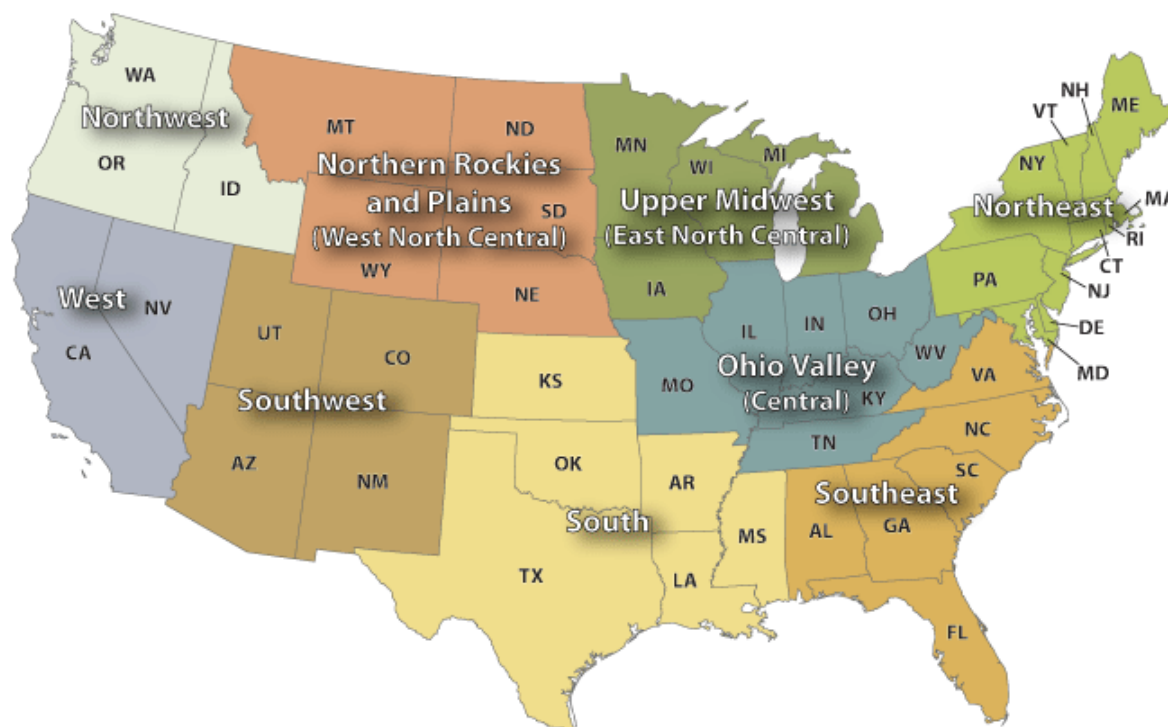 WA
Northwest
OR
ID
MT
ND
Northern Rockies
and Plains
(West North Central)
SD
WY
NE
MN
WI
MI
Upper Midwest
(East North Central)
IA
ME
NH
VT
NY
Northeast
MA
RI
CT
PA
NJ
DE
MD
West
NV
CA
UT
CO
Southwest
AZ
NM
KS
OK
AR
South
TX
LA
MS
IL
IN
OH
WV
MO
Ohio Valley
(Central)
KY
TN
VA
NC
SC
Southeast
AL
GA
FL